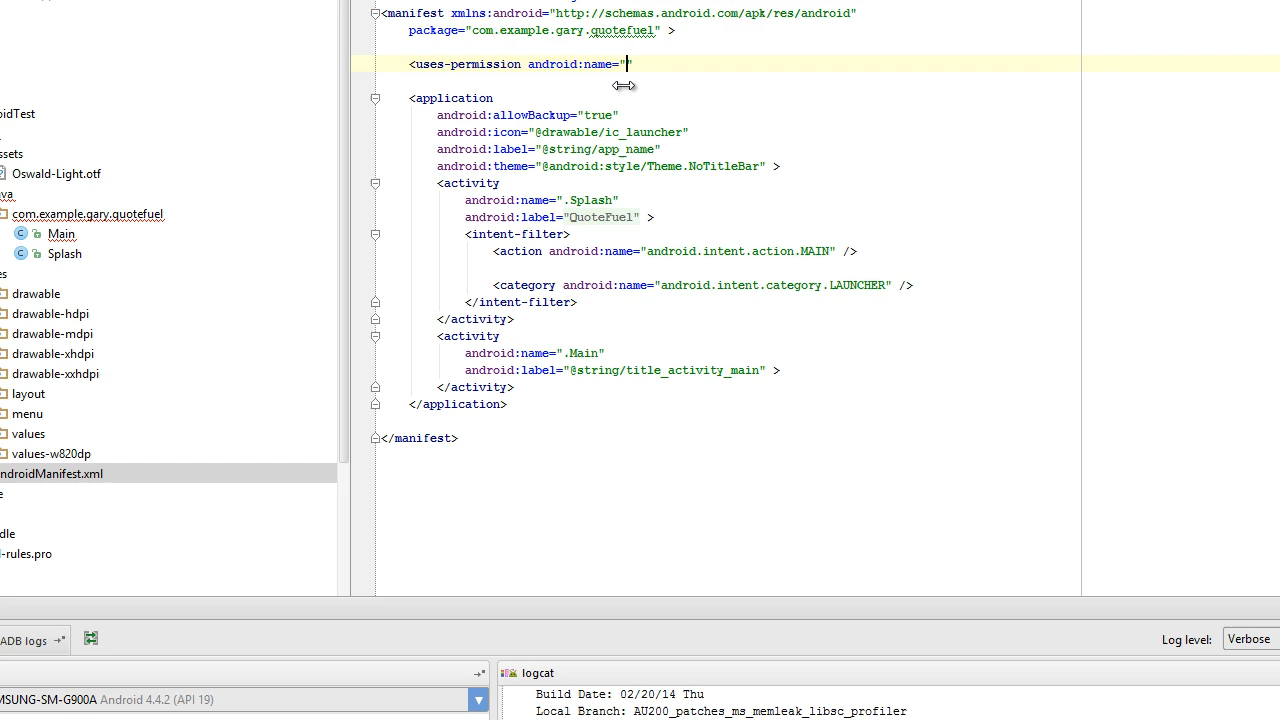 <manifest xmlns:android="http://schemas.android.com/apk/res/android"
package="com.example.gary.quotefuel" >
<uses-permission android:name=""
<application
android:allowBackup="true"
android:icon="@drawable/ic_launcher"
android:label="@string/app_name"
android:theme="@android:style/Theme.NoTitleBar" >
<activity
android:name=".Splash"
android:label="QuoteFuel" >
<intent-filter>
<action android:name="android.intent.action.MAIN" />
<category android:name="android.intent.category.LAUNCHER" />
</intent-filter>
</activity>
<activity
android:name=".Main"
android:label="@string/title_activity_main" >
</activity>
</application>
</manifest>
oidTest
ssets
Oswald-Light.otf
va
com.example.gary.quotefuel
Main
Splash
es
drawable
drawable-hdpi
drawable-mdpi
drawable-xhdpi
drawable-xxhdpi
layout
menu
values
values-w820dp
ndroidManifest.xml
e
dle
l-rules.pro
ADB logs
Log level: Verbose
logcat
MSUNG-SM-G900A Android 4.4.2 (API 19)
Build Date: 02/20/14 Thu
Local Branch: AU200_patches_ms_memleak_libsc_profiler